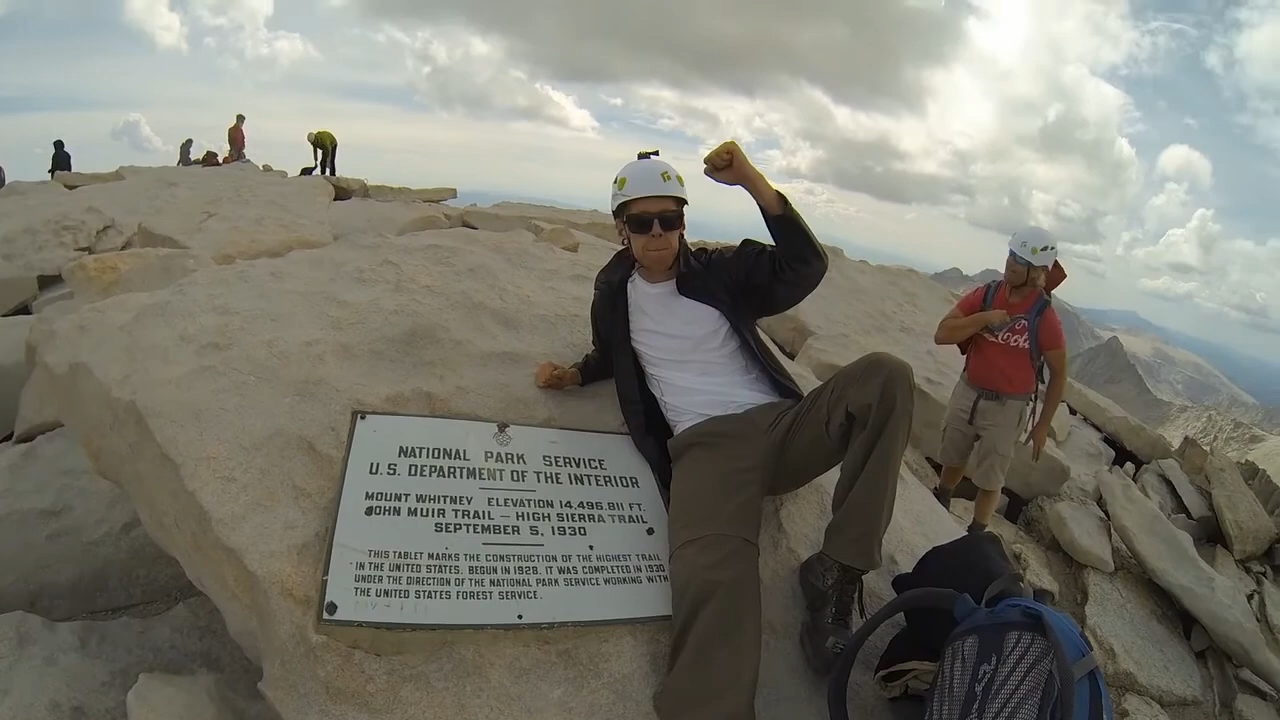 NATIONAL PARK SERVICE
U.S. DEPARTMENT OF THE INTERIOR
MOUNT WHITNEY ELEVATION 14,496.811 FT.
JOHN MUIR TRAIL — HIGH SIERRA TRAIL
SEPTEMBER 5, 1930
THIS TABLET MARKS THE CONSTRUCTION OF THE HIGHEST TRAIL
IN THE UNITED STATES. BEGUN IN 1928. IT WAS COMPLETED IN 1930
UNDER THE DIRECTION OF THE NATIONAL PARK SERVICE WORKING WITH
THE UNITED STATES FOREST SERVICE.